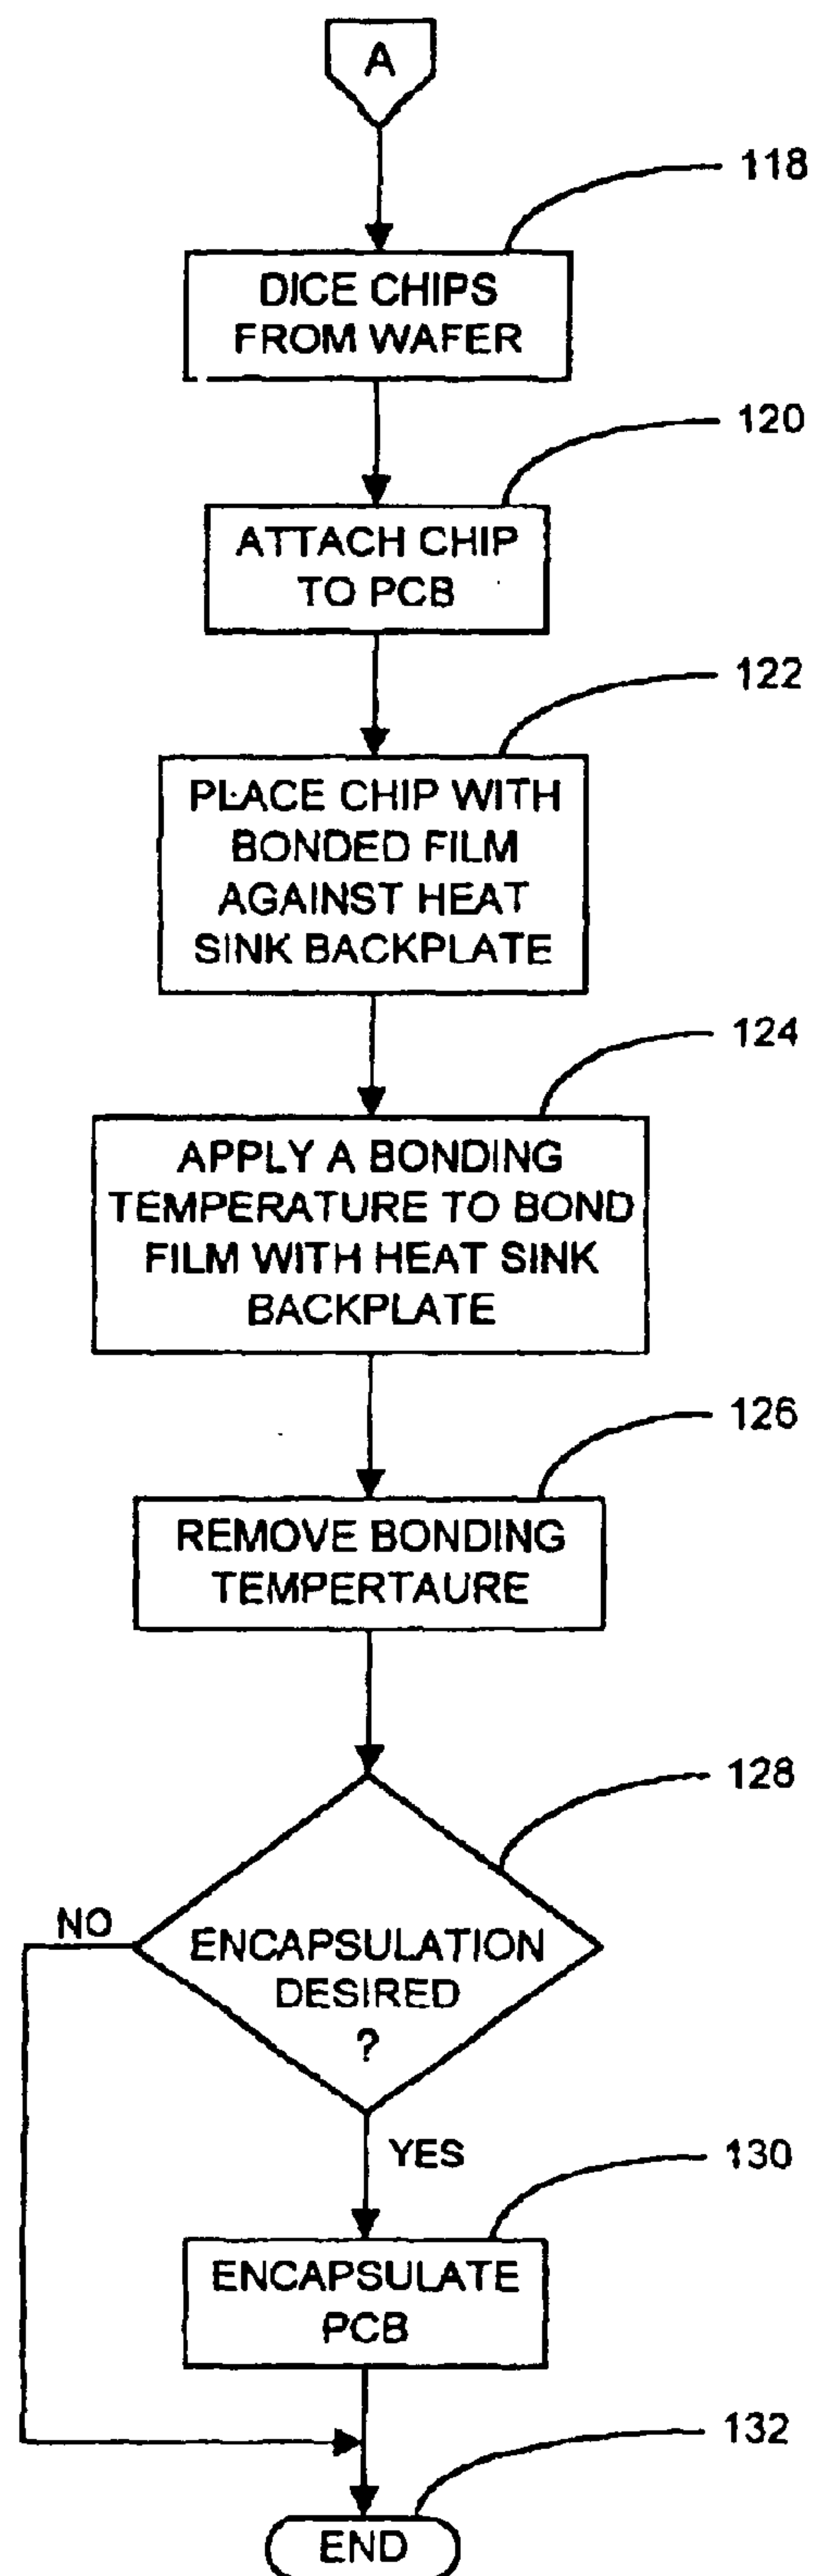 A
118
DICE CHIPS
FROM WAFER
120
ATTACH CHIP
TO PCB
122
PLACE CHIP WITH
BONDED FILM
AGAINST HEAT
SINK BACKPLATE
124
APPLY A BONDING
TEMPERATURE TO BOND
FILM WITH HEAT SINK
BACKPLATE
126
REMOVE BONDING
TEMPERTAURE
128
NO
ENCAPSULATION
DESIRED
?
YES
130
ENCAPSULATE
PCB
132
END